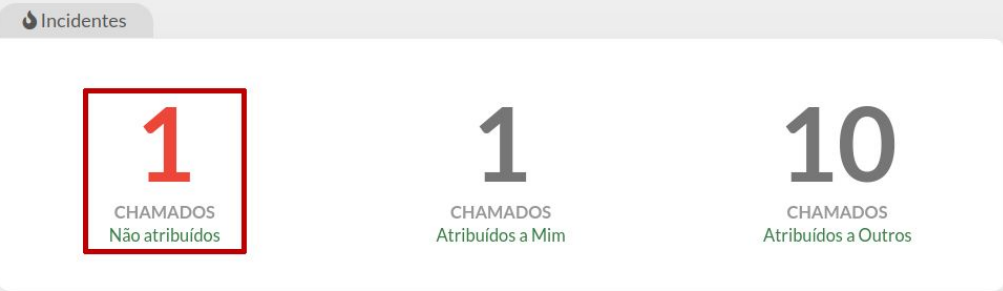 Incidentes
1
CHAMADOS
Não atribuídos
1
CHAMADOS
Atribuídos a Mim
10
CHAMADOS
Atribuídos a Outros